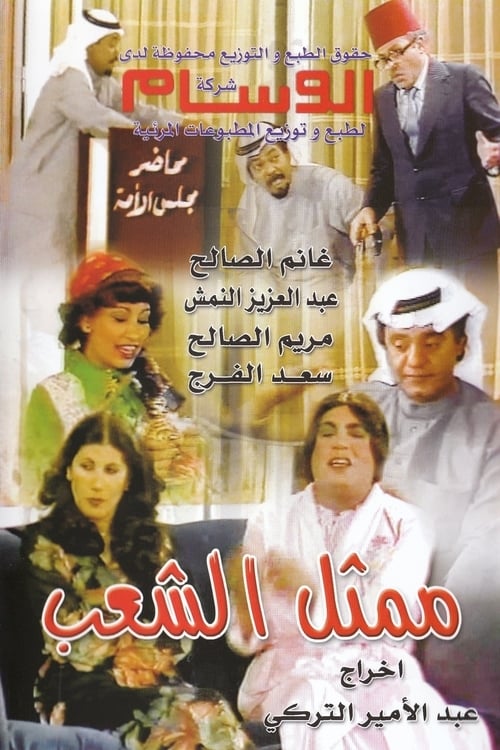 حقوق الطبع و التوزيع محفوظة لدى
شركة
الوسام
لطبع و توزيع المطبوعات المرئية
محاضر
مجلس الأمة
غانم الصالح
عبد العزيز النمش
مريم الصالح
سعد الفرج
ممثل الشعب
اخراج
عبد الأمير التركي